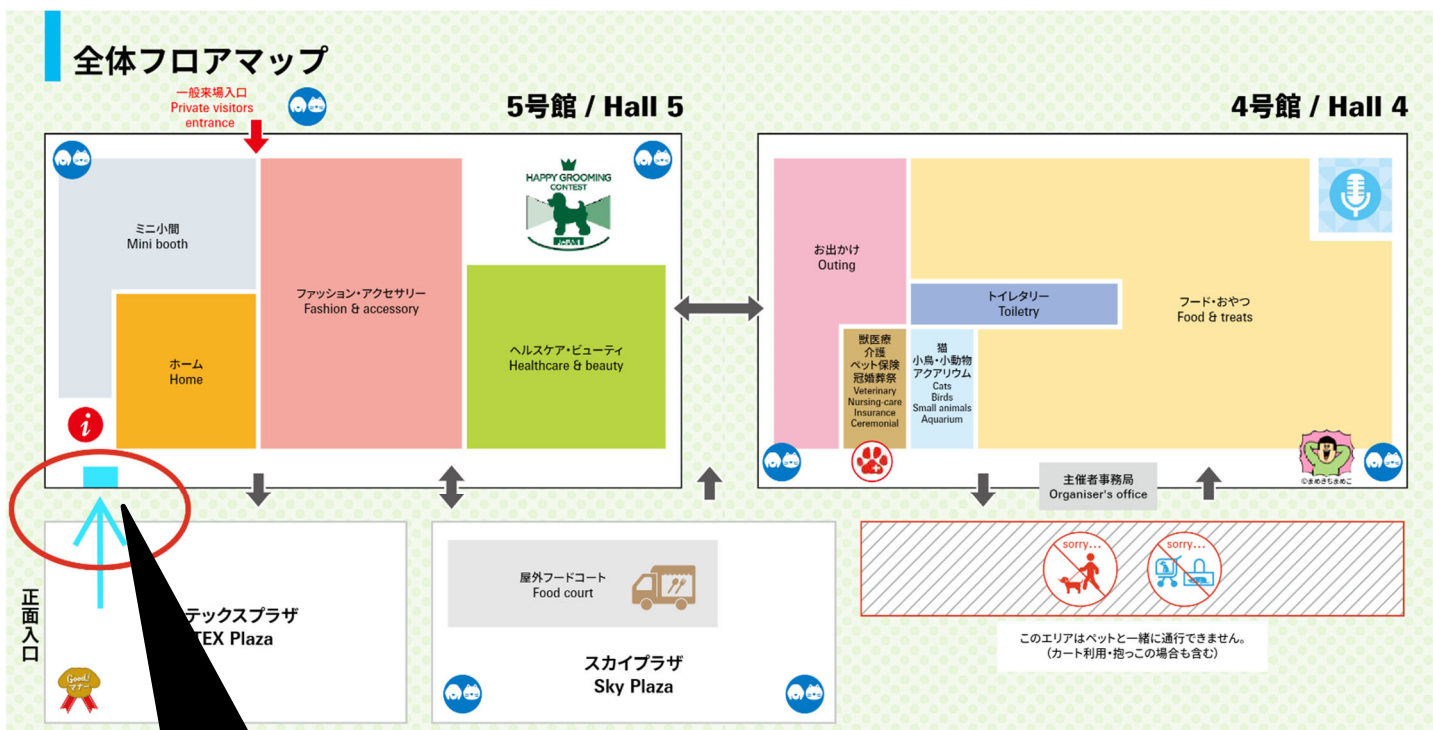 全体フロアマップ
一般来場入口
Private visitors
entrance
5号館 / Hall 5
4号館 / Hall 4
ミニ小間
Mini booth
ホーム
Home
ファッション・アクセサリー
Fashion & accessory
HAPPY GROOMING
CONTEST
ヘルスケア・ビューティ
Healthcare & beauty
i
お出かけ
Outing
トイレタリー
Toiletry
フード・おやつ
Food & treats
獣医療
介護
ペット保険
冠婚葬祭
Veterinary
Nursing-care
Insurance
Ceremonial
猫
小鳥・小動物
アクアリウム
Cats
Birds
Small animals
Aquarium
©まめきちまめこ
主催者事務局
Organiser's office
正面入口
テックスプラザ
TEX Plaza
Good!
マナー
屋外フードコート
Food court
スカイプラザ
Sky Plaza
sorry...
sorry...
このエリアはペットと一緒に通行できません。
（カート利用・抱っこの場合も含む）